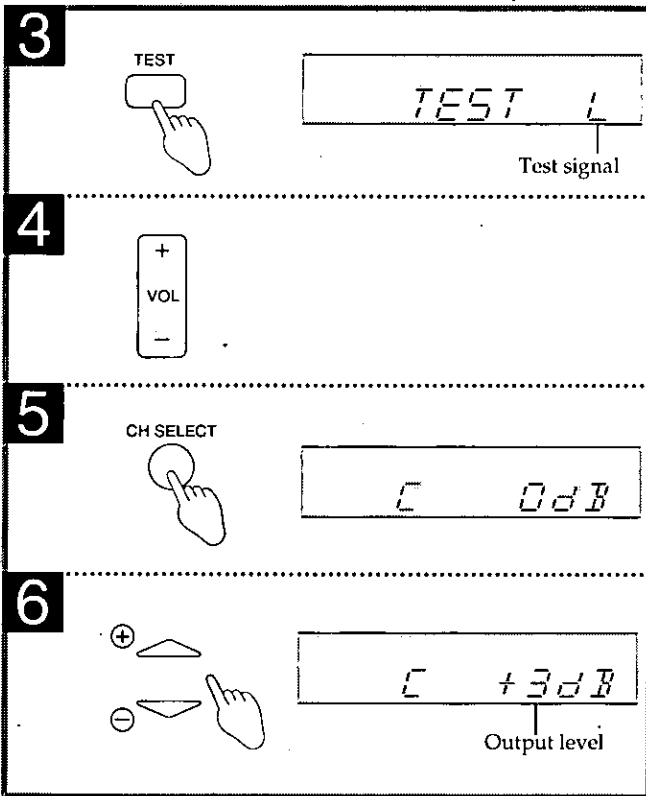 3
TEST
TEST L
Test signal
4
+
VOL
−
5
CH SELECT
C 0dB
6
+
−
C +3dB
Output level